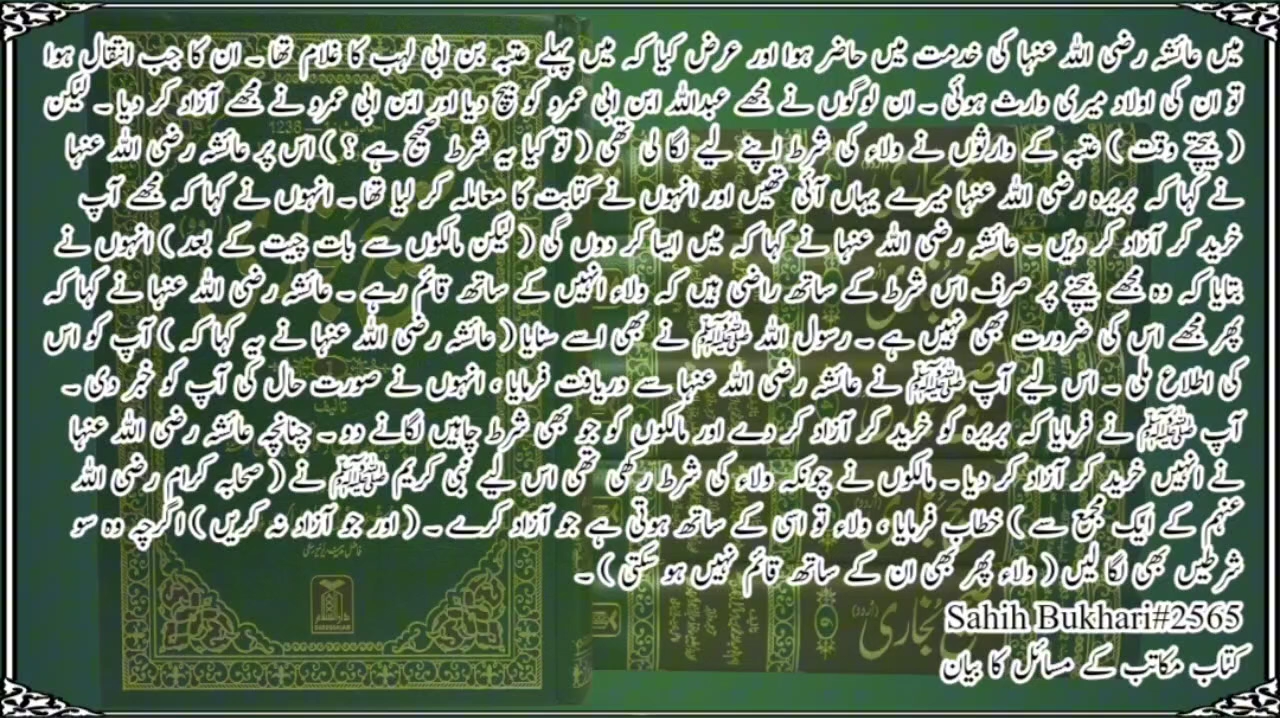 میں عائشہ رضی اللہ عنہا کی خدمت میں حاضر ہوا اور عرض کیا کہ میں پہلے عتبہ بن ابی لہب کا غلام تھا۔ ان کا جب انتقال ہوا
تو ان کی اولاد میری وارث ہوئی ۔ ان لوگوں نے مجھے عبداللہ ابن ابی عمرو کو بیچ دیا اور ابن ابی عمرو نے مجھے آزاد کر دیا ۔ لیکن
( بیچتے وقت ) عتبہ کے وارثوں نے ولاء کی شرط اپنے لیے لگا لی تھی ( تو کیا یہ شرط صحیح ہے ؟ ) اس پر عائشہ رضی اللہ عنہا
نے کہا کہ بریرہ رضی اللہ عنہا میرے یہاں آئی تھیں اور انہوں نے کتابت کا معاملہ کر لیا تھا ۔ انہوں نے کہا کہ مجھے آپ
خرید کر آزاد کر دیں ۔ عائشہ رضی اللہ عنہا نے کہا کہ میں ایسا کر دوں گی ( لیکن مالکوں سے بات چیت کے بعد ) انہوں نے
بتایا کہ وہ مجھے بیچنے پر صرف اس شرط کے ساتھ راضی ہیں کہ ولاء انہیں کے ساتھ قائم رہے ۔ عائشہ رضی اللہ عنہا نے کہا کہ
پھر مجھے اس کی ضرورت بھی نہیں ہے ۔ رسول اللہ ﷺ نے بھی اسے سنایا ( عائشہ رضی اللہ عنہا نے یہ کہا کہ ) آپ کو اس
کی اطلاع ملی ۔ اس لیے آپ ﷺ نے عائشہ رضی اللہ عنہا سے دریافت فرمایا ، انہوں نے صورت حال کی آپ کو خبر دی ۔
آپ ﷺ نے فرمایا کہ بریرہ کو خرید کر آزاد کر دے اور مالکوں کو جو بھی شرط چاہیں لگانے دو ۔ چنانچہ عائشہ رضی اللہ عنہا
نے انہیں خرید کر آزاد کر دیا ۔ مالکوں نے چونکہ ولاء کی شرط رکھی تھی اس لیے نبی کریم ﷺ نے ( صحابہ کرام رضی اللہ
عنہم کے ایک مجمع سے ) خطاب فرمایا ، ولاء تو اسی کے ساتھ ہوتی ہے جو آزاد کرے ۔ ( اور جو آزاد نہ کریں ) اگرچہ وہ سو
شرطیں بھی لگا لیں ( ولاء پھر بھی ان کے ساتھ قائم نہیں ہو سکتی ) ۔
Sahih Bukhari#2565
کتاب مکاتب کے مسائل کا بیان